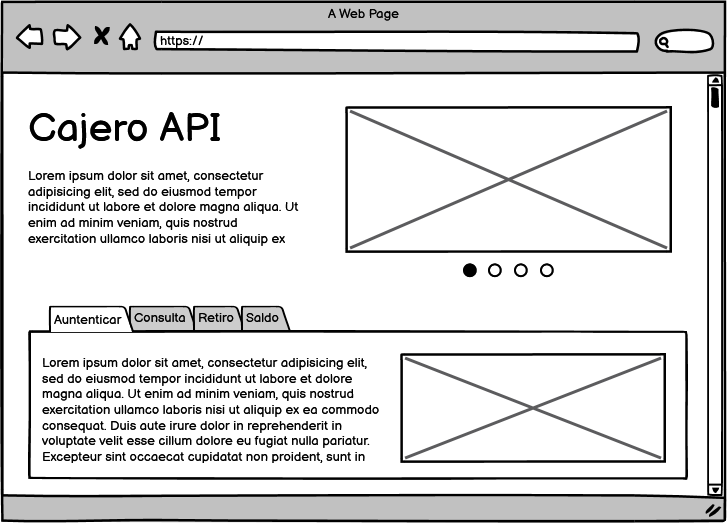 A Web Page
https://
Cajero API
Lorem ipsum dolor sit amet, consectetur
adipisicing elit, sed do eiusmod tempor
incididunt ut labore et dolore magna aliqua. Ut
enim ad minim veniam, quis nostrud
exercitation ullamco laboris nisi ut aliquip ex
Auntenticar Consulta Retiro Saldo
Lorem ipsum dolor sit amet, consectetur adipisicing elit,
sed do eiusmod tempor incididunt ut labore et dolore
magna aliqua. Ut enim ad minim veniam, quis nostrud
exercitation ullamco laboris nisi ut aliquip ex ea commodo
consequat. Duis aute irure dolor in reprehenderit in
voluptate velit esse cillum dolore eu fugiat nulla pariatur.
Excepteur sint occaecat cupidatat non proident, sunt in